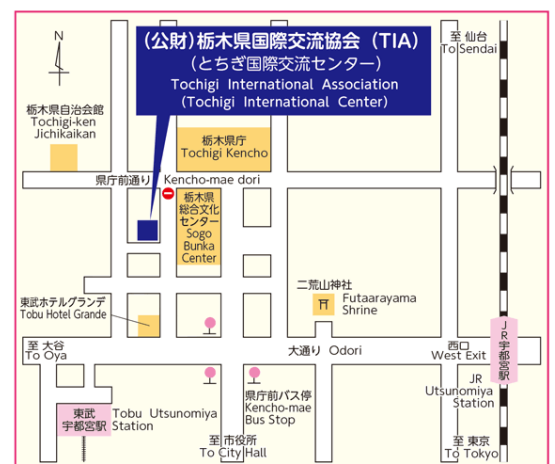 (公財)栃木県国際交流協会 (TIA)
(とちぎ国際交流センター)
Tochigi International Association
(Tochigi International Center)
N
至 仙台
To Sendai
栃木県自治会館
Tochigi-ken
Jichikaikan
栃木県庁
Tochigi Kencho
県庁前通り Kencho-mae dori
栃木県
総合文化
センター
Sogo
Bunka
Center
東武ホテルグランデ
Tobu Hotel Grande
二荒山神社
Futaarayama
Shrine
至 大谷
To Oya
大通り Odori
西口
West Exit
JR宇都宮駅
JR
Utsunomiya
Station
県庁前バス停
Kencho-mae
Bus Stop
東武
宇都宮駅
Tobu Utsunomiya
Station
至 市役所
To City Hall
至 東京
To Tokyo